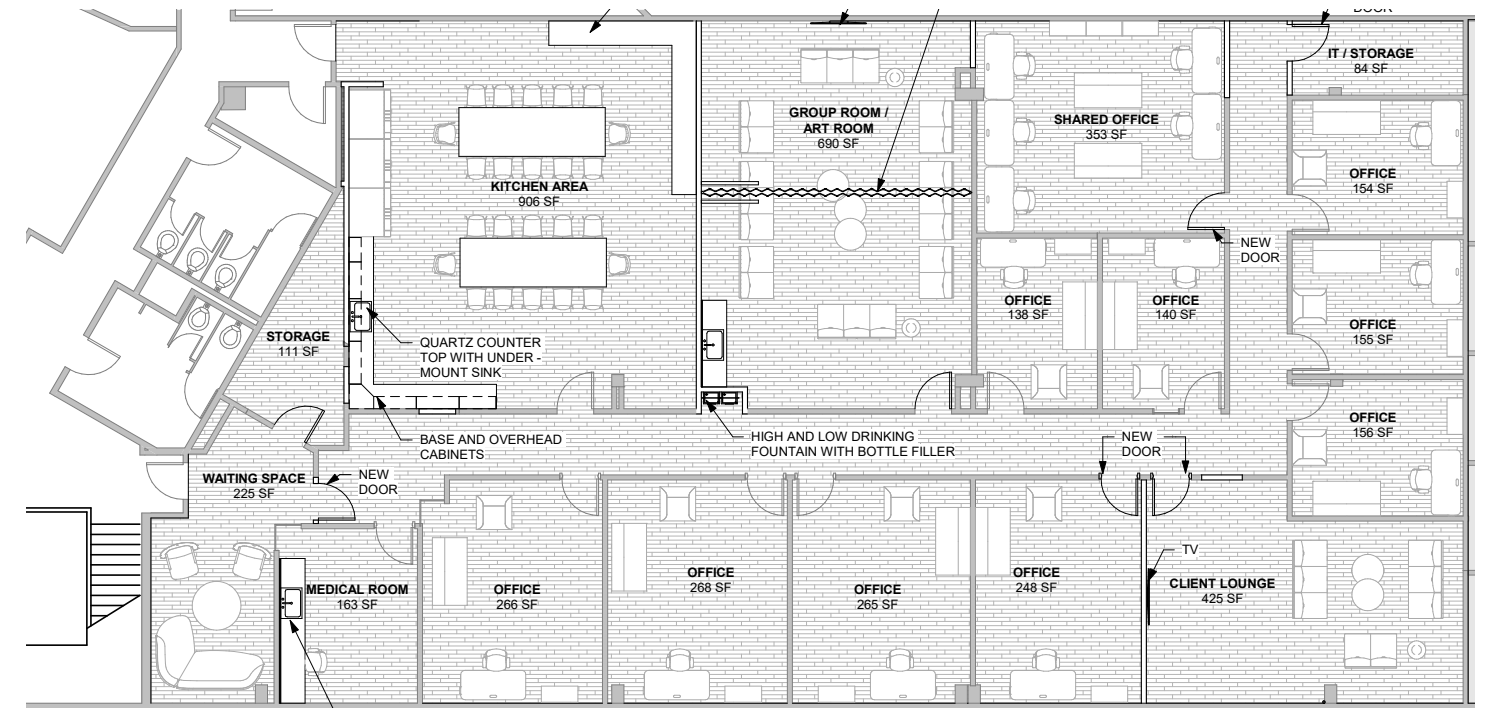 DOOR
IT / STORAGE
84 SF
GROUP ROOM /
ART ROOM
690 SF
SHARED OFFICE
353 SF
KITCHEN AREA
906 SF
OFFICE
154 SF
NEW
DOOR
OFFICE
138 SF
OFFICE
140 SF
OFFICE
155 SF
STORAGE
111 SF
QUARTZ COUNTER
TOP WITH UNDER -
MOUNT SINK
OFFICE
156 SF
BASE AND OVERHEAD
CABINETS
HIGH AND LOW DRINKING
FOUNTAIN WITH BOTTLE FILLER
NEW
DOOR
WAITING SPACE
225 SF
NEW
DOOR
TV
MEDICAL ROOM
163 SF
OFFICE
266 SF
OFFICE
268 SF
OFFICE
265 SF
OFFICE
248 SF
CLIENT LOUNGE
425 SF